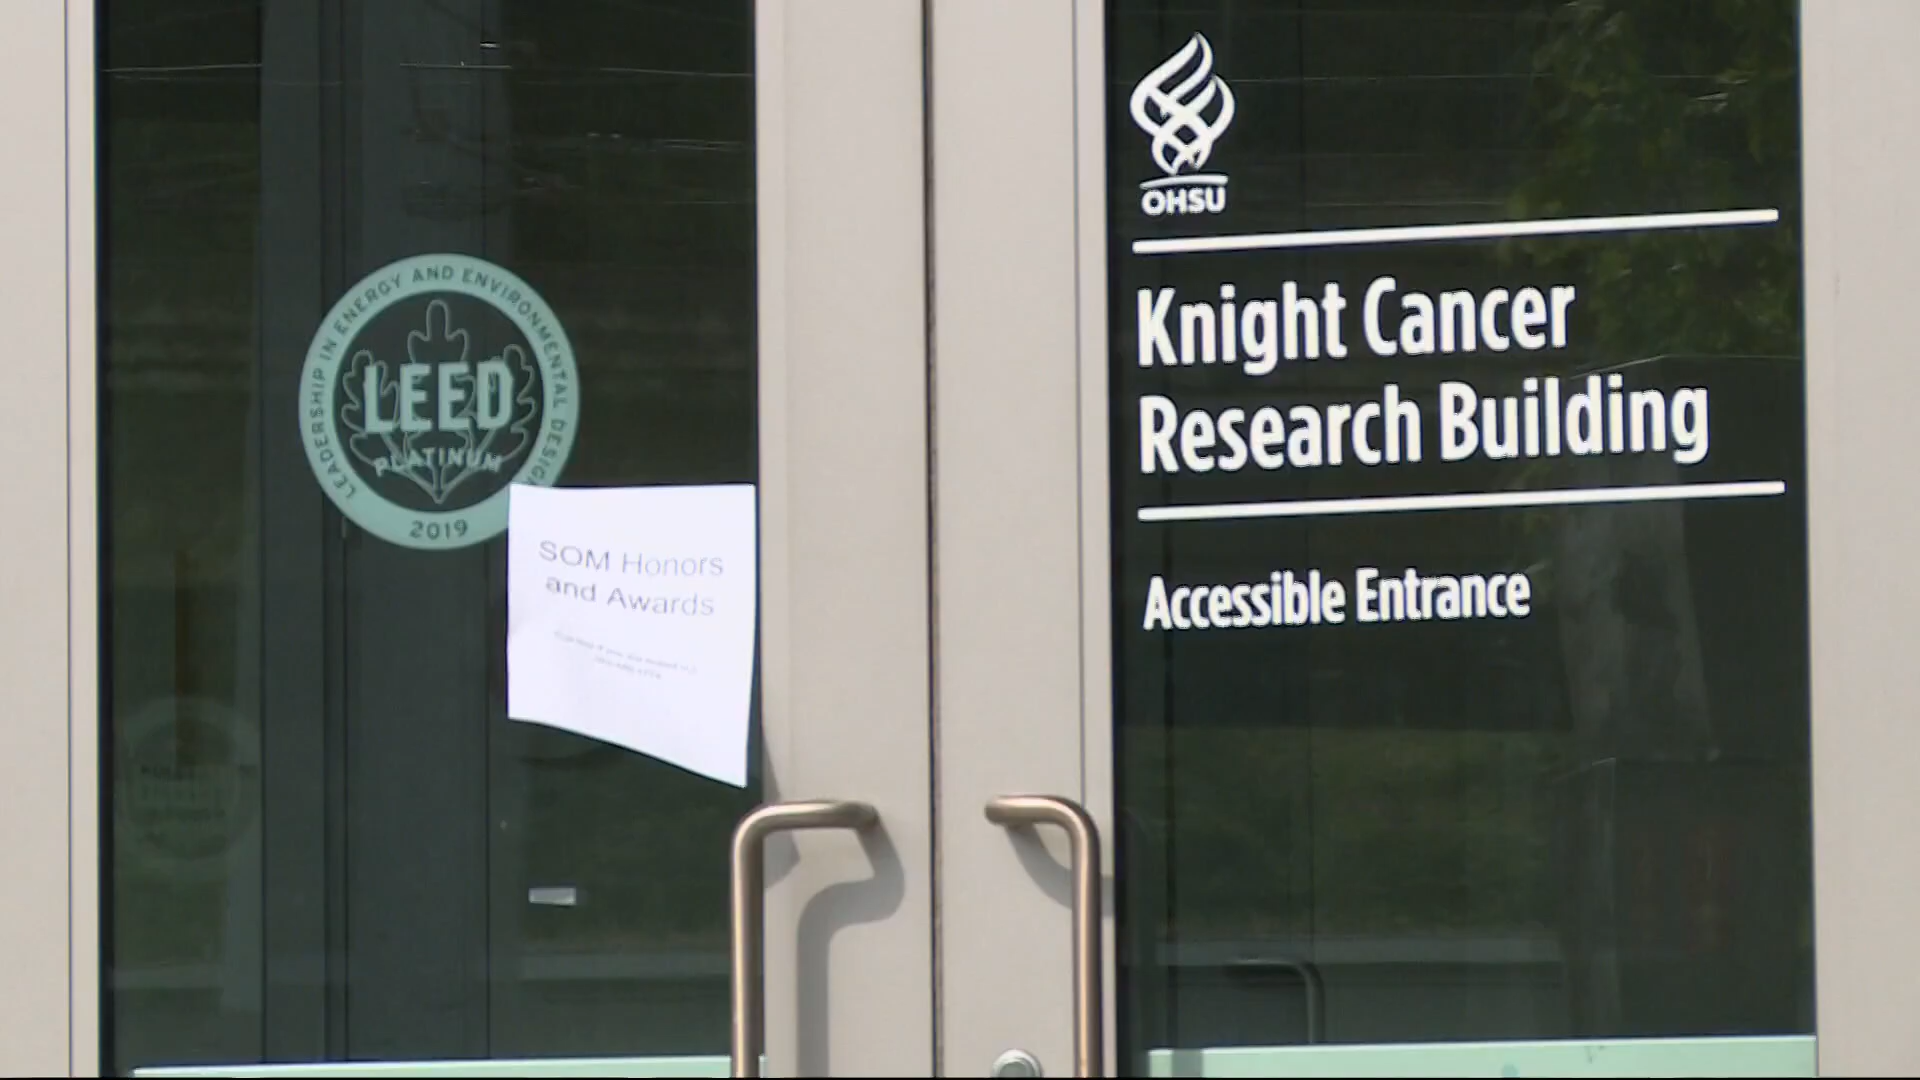 LEADERSHIP IN ENERGY AND ENVIRONMENTAL DESIGN
LEED
PLATINUM
2019
SOM Honors
and Awards
OHSU
Knight Cancer
Research Building
Accessible Entrance